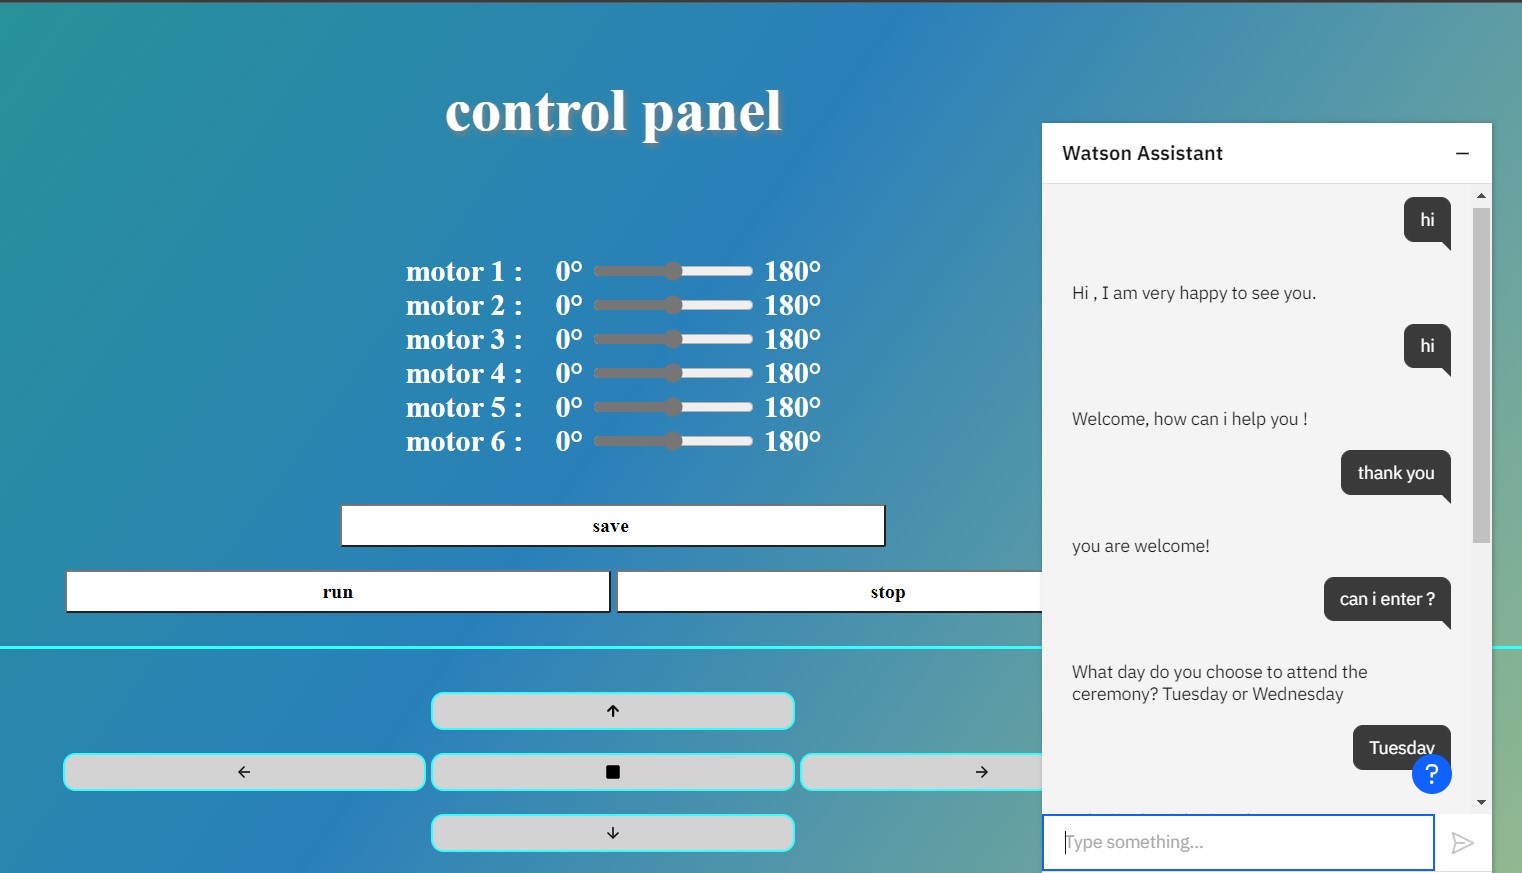 control panel
motor 1 : 0° 180°
motor 2 : 0° 180°
motor 3 : 0° 180°
motor 4 : 0° 180°
motor 5 : 0° 180°
motor 6 : 0° 180°
save
run
stop
↑
← ■ →
↓
Watson Assistant
hi
Hi , I am very happy to see you.
hi
Welcome, how can i help you !
thank you
you are welcome!
can i enter ?
What day do you choose to attend the
ceremony? Tuesday or Wednesday
Tuesday
?
Type something...